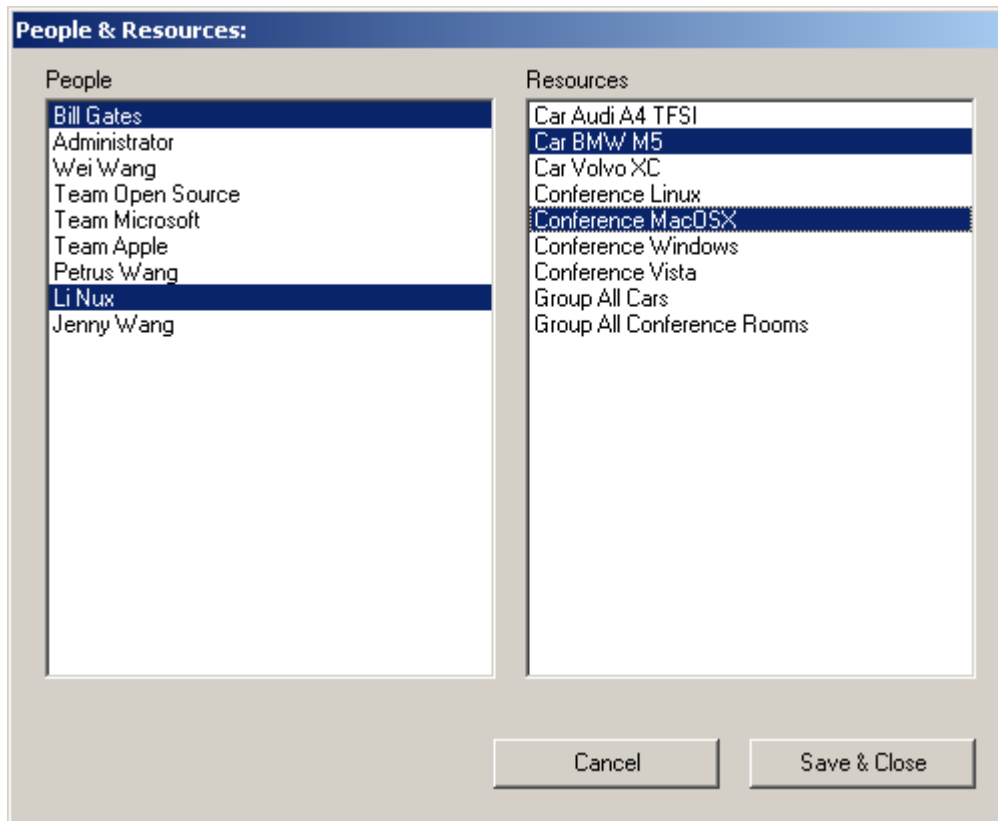 People & Resources:
People
Bill Gates
Administrator
Wei Wang
Team Open Source
Team Microsoft
Team Apple
Petrus Wang
Li Nux
Jenny Wang
Resources
Car Audi A4 TFSI
Car BMW M5
Car Volvo XC
Conference Linux
Conference MacOSX
Conference Windows
Conference Vista
Group All Cars
Group All Conference Rooms
Cancel
Save & Close